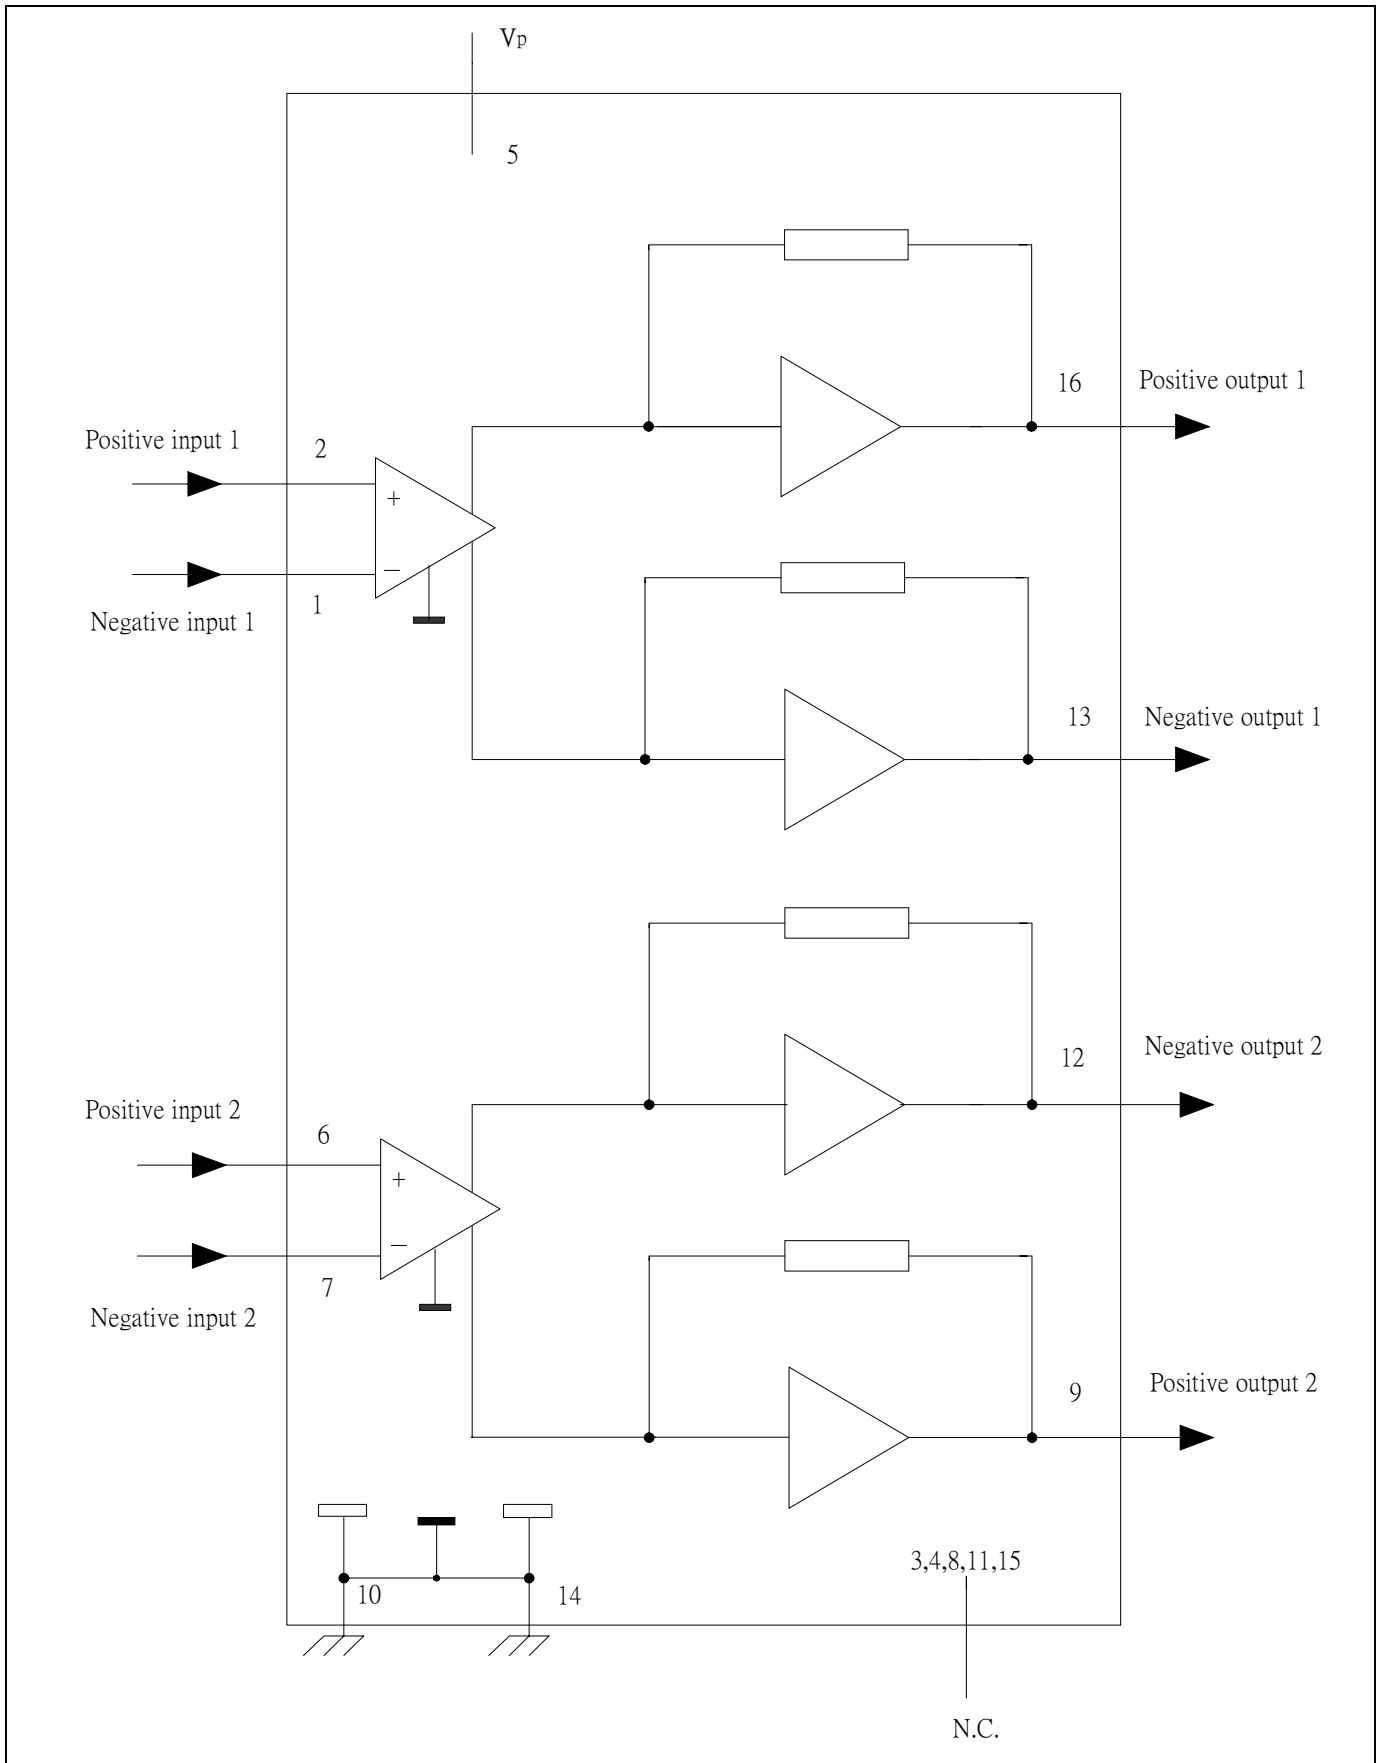 Vp
5
16
Positive output 1
Positive input 1
2
+
−
1
Negative input 1
13
Negative output 1
12
Negative output 2
Positive input 2
6
+
−
7
Negative input 2
9
Positive output 2
3,4,8,11,15
10
14
N.C.